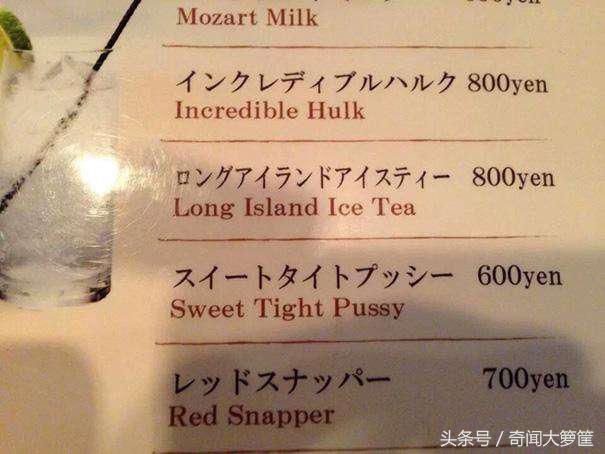 Mozart Milk
インクレディブルハルク 800yen
Incredible Hulk
ロングアイランドアイスティー 800yen
Long Island Ice Tea
スイートタイトプッシー 600yen
Sweet Tight Pussy
レッドスナッパー 700yen
Red Snapper
头条号 / 奇闻大箩筐